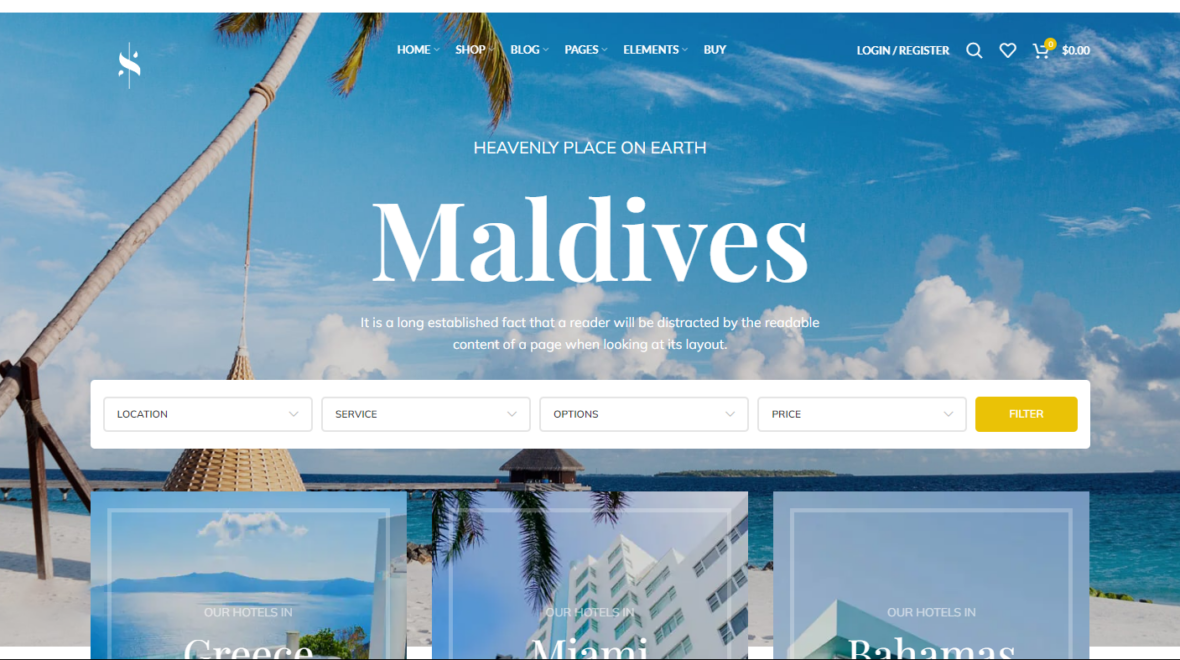 HOME SHOP BLOG PAGES ELEMENTS BUY LOGIN / REGISTER 0 $0.00
HEAVENLY PLACE ON EARTH
Maldives
It is a long established fact that a reader will be distracted by the readable
content of a page when looking at its layout.
LOCATION SERVICE OPTIONS PRICE FILTER
OUR HOTELS IN OUR HOTELS IN OUR HOTELS IN
Greece Miami Bahamas